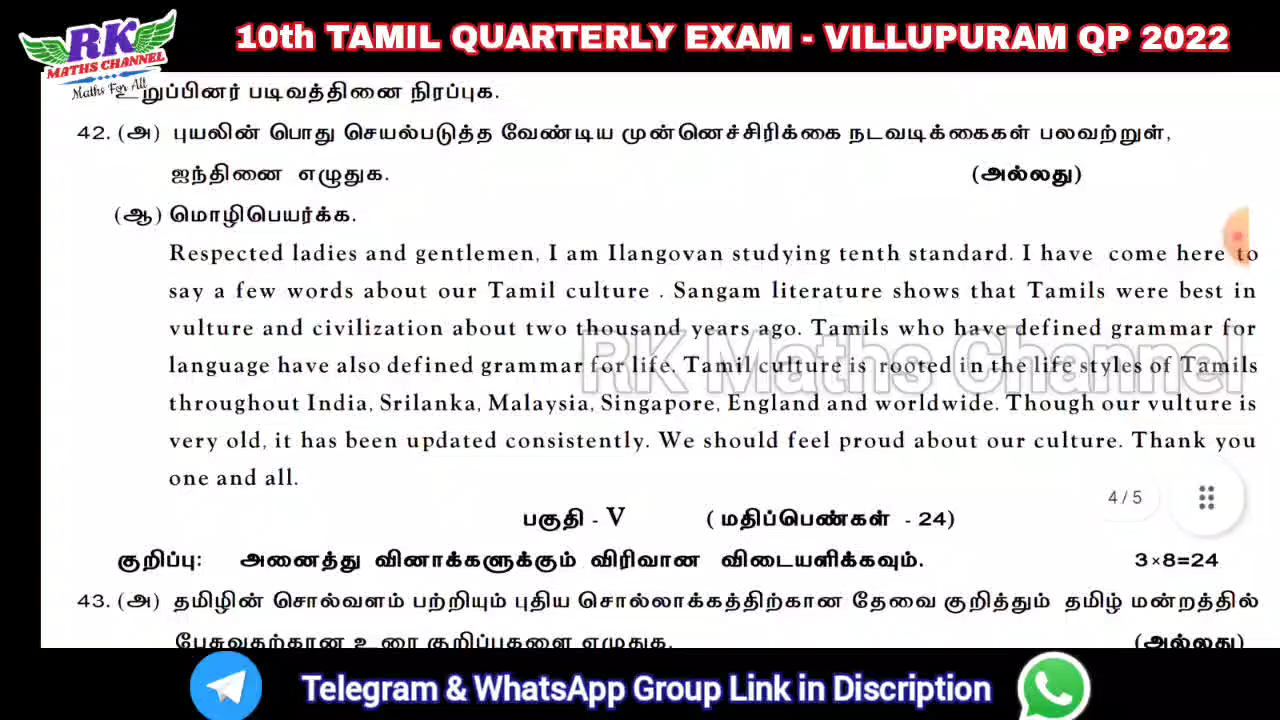 RK
MATHS CHANNEL
Maths For All
10th TAMIL QUARTERLY EXAM - VILLUPURAM QP 2022
உறுப்பினர் படிவத்தினை நிரப்புக.
42. (அ) புயலின் பொது செயல்படுத்த வேண்டிய முன்னெச்சிரிக்கை நடவடிக்கைகள் பலவற்றுள்,
ஐந்தினை எழுதுக. (அல்லது)
(ஆ) மொழிபெயர்க்க.
Respected ladies and gentlemen, I am Ilangovan studying tenth standard. I have come here to
say a few words about our Tamil culture . Sangam literature shows that Tamils were best in
vulture and civilization about two thousand years ago. Tamils who have defined grammar for
language have also defined grammar for life. Tamil culture is rooted in the life styles of Tamils
throughout India, Srilanka, Malaysia, Singapore, England and worldwide. Though our vulture is
very old, it has been updated consistently. We should feel proud about our culture. Thank you
one and all.
RK Maths Channel
4 / 5
பகுதி - V ( மதிப்பெண்கள் - 24)
குறிப்பு: அனைத்து வினாக்களுக்கும் விரிவான விடையளிக்கவும். 3×8=24
43. (அ) தமிழின் சொல்வளம் பற்றியும் புதிய சொல்லாக்கத்திற்கான தேவை குறித்தும் தமிழ் மன்றத்தில்
பேசுவதற்கான உரை குறிப்புகளை எழுதுக. (அல்லது)
Telegram & WhatsApp Group Link in Discription